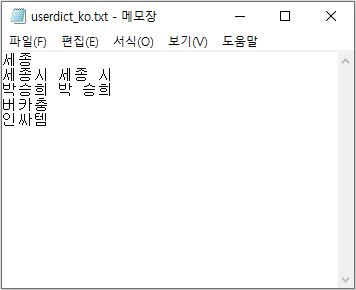 userdict_ko.txt - 메모장
파일(F) 편집(E) 서식(O) 보기(V) 도움말
세종
세종시 세종 시
박승희 박 승희
버카충
인싸템